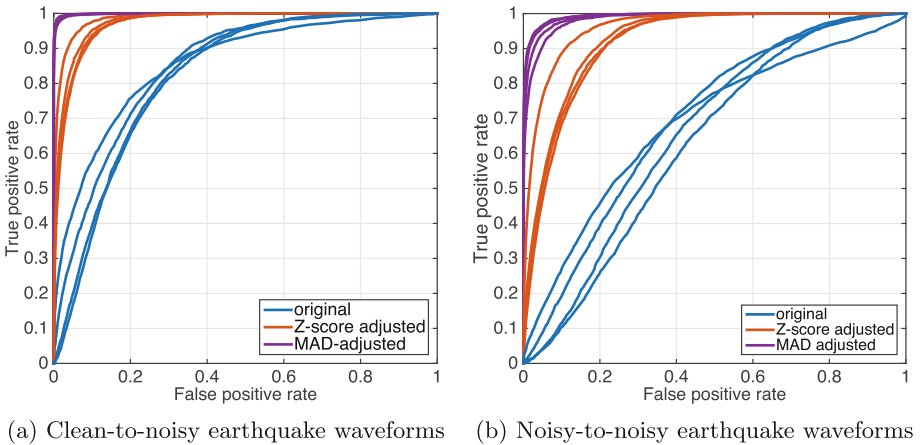 1
0.9
0.8
0.7
0.6
0.5
0.4
0.3
0.2
0.1
0
True positive rate
0 0.2 0.4 0.6 0.8 1
False positive rate
original
Z-score adjusted
MAD-adjusted
(a) Clean-to-noisy earthquake waveforms
1
0.9
0.8
0.7
0.6
0.5
0.4
0.3
0.2
0.1
0
True positive rate
0 0.2 0.4 0.6 0.8 1
False positive rate
original
Z-score adjusted
MAD adjusted
(b) Noisy-to-noisy earthquake waveforms